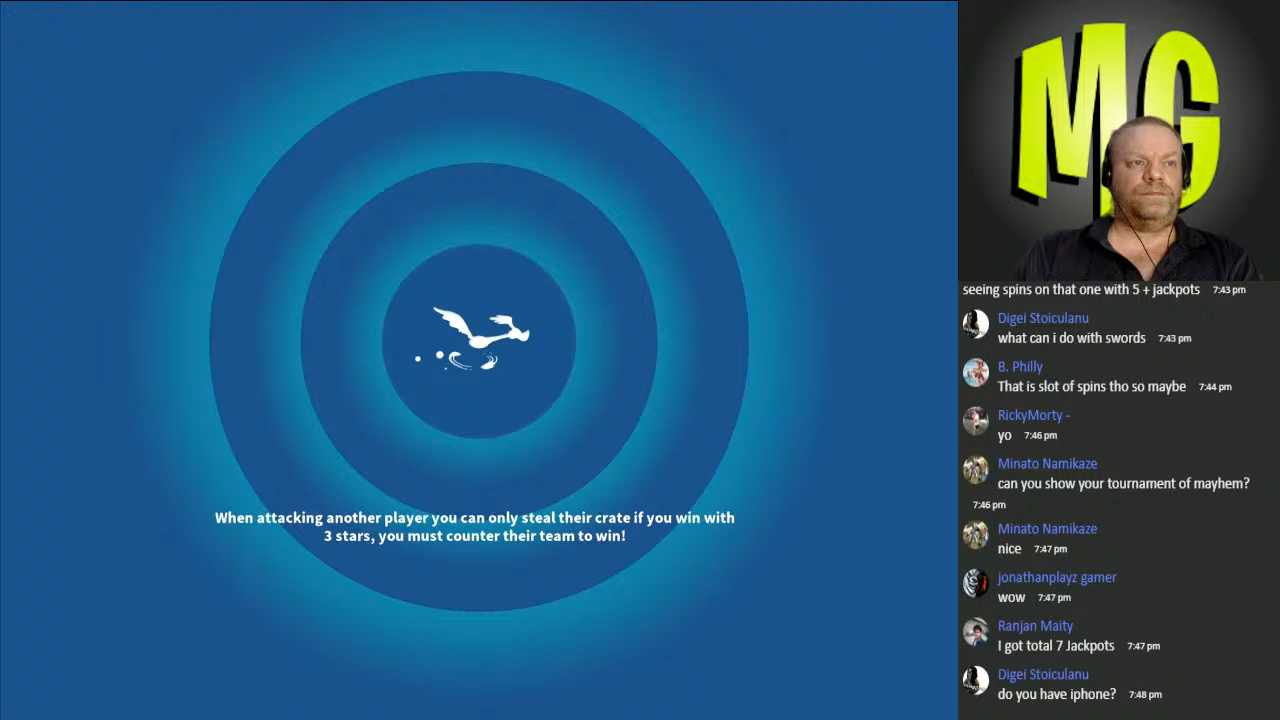 MG
When attacking another player you can only steal their crate if you win with
3 stars, you must counter their team to win!
seeing spins on that one with 5 + jackpots 7:43 pm
Digei Stoiculanu
what can i do with swords 7:43 pm
B. Philly
That is slot of spins tho so maybe 7:44 pm
RickyMorty -
yo 7:46 pm
Minato Namikaze
can you show your tournament of mayhem?
7:46 pm
Minato Namikaze
nice 7:47 pm
jonathanplayz gamer
wow 7:47 pm
Ranjan Maity
I got total 7 Jackpots 7:47 pm
Digei Stoiculanu
do you have iphone? 7:48 pm